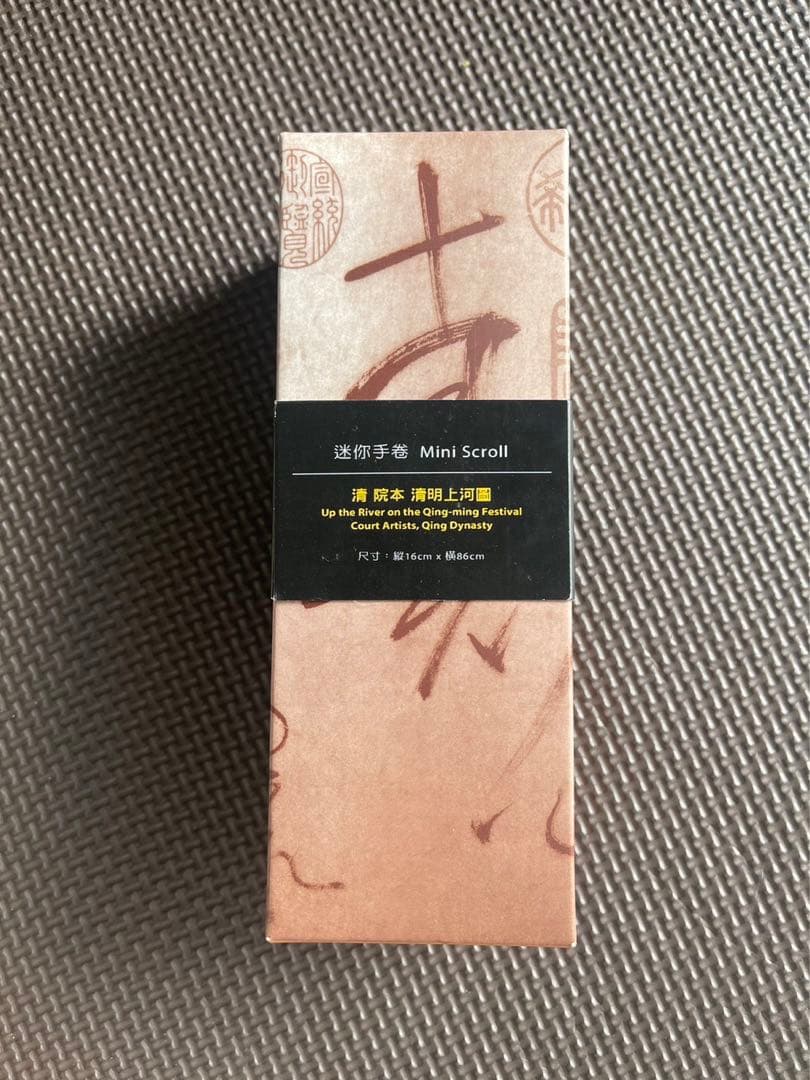 迷你手卷 Mini Scroll
清 院本 清明上河圖
Up the River on the Qing-ming Festival
Court Artists, Qing Dynasty
尺寸：縱16cm x 橫86cm